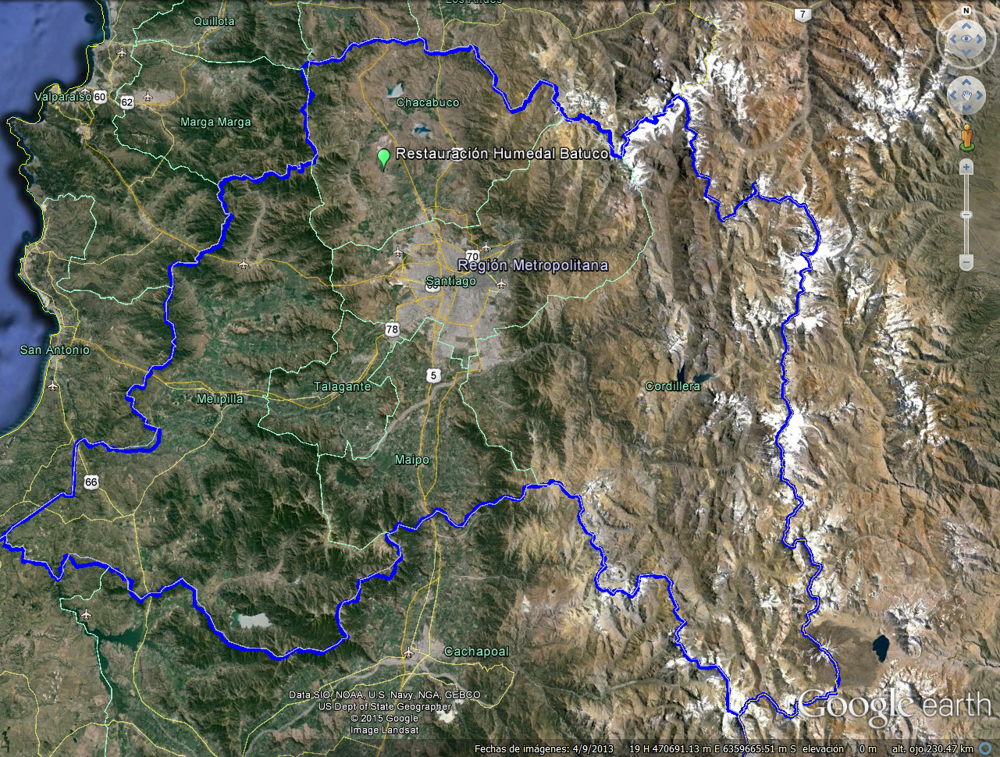 Los Andes
7
N
Quillota
Valparaiso
60
62
Chacabuco
Marga Marga
Restauración Humedal Batuco
70
Región Metropolitana
Santiago
78
San Antonio
5
Talagante
Cordillera
Melipilla
Maipo
66
Cachapoal
Data SIO, NOAA, U.S. Navy, NGA, GEBCO
US Dept of State Geographer
© 2015 Google
Image Landsat
Google earth
Fechas de imágenes: 4/9/2013 19 H 470691.13 m E 6359665.51 m S elevación 0 m alt. ojo 230.47 km